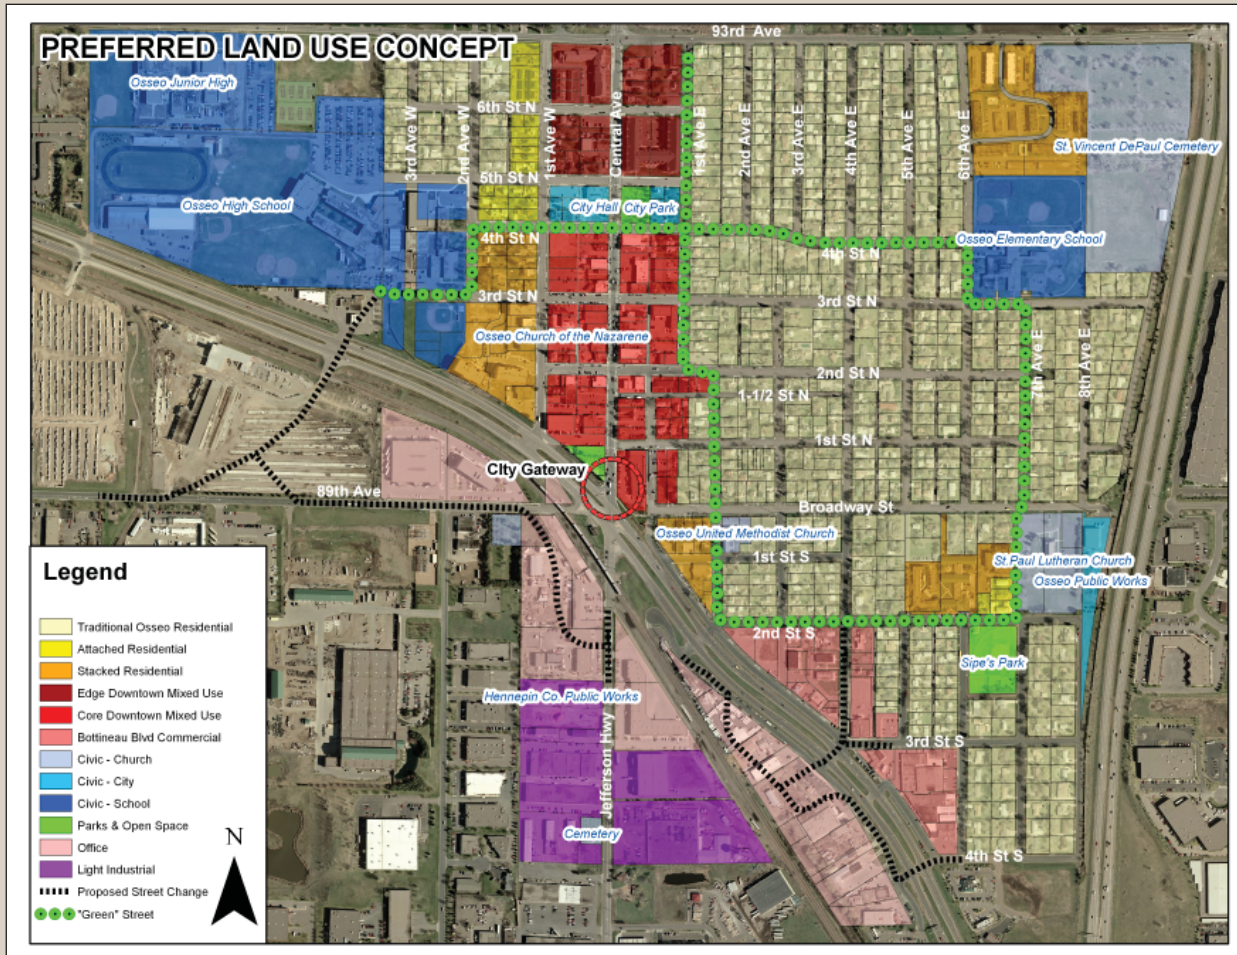 PREFERRED LAND USE CONCEPT
93rd Ave
Osseo Junior High
6th St N
3rd Ave W
2nd Ave W
1st Ave W
Central Ave
1st Ave E
2nd Ave E
3rd Ave E
4th Ave E
5th Ave E
6th Ave E
St. Vincent DePaul Cemetery
5th St N
Osseo High School
City Hall
City Park
4th St N
4th St N
Osseo Elementary School
3rd St N
3rd St N
Osseo Church of the Nazarene
7th Ave E
8th Ave E
2nd St N
1-1/2 St N
1st St N
City Gateway
89th Ave
Broadway St
Osseo United Methodist Church
1st St S
St.Paul Lutheran Church
Osseo Public Works
2nd St S
Sipe's Park
Hennepin Co. Public Works
Jefferson Hwy
3rd St S
Cemetery
4th St S
Legend
Traditional Osseo Residential
Attached Residential
Stacked Residential
Edge Downtown Mixed Use
Core Downtown Mixed Use
Bottineau Blvd Commercial
Civic - Church
Civic - City
Civic - School
Parks & Open Space
Office
Light Industrial
Proposed Street Change
"Green" Street
N